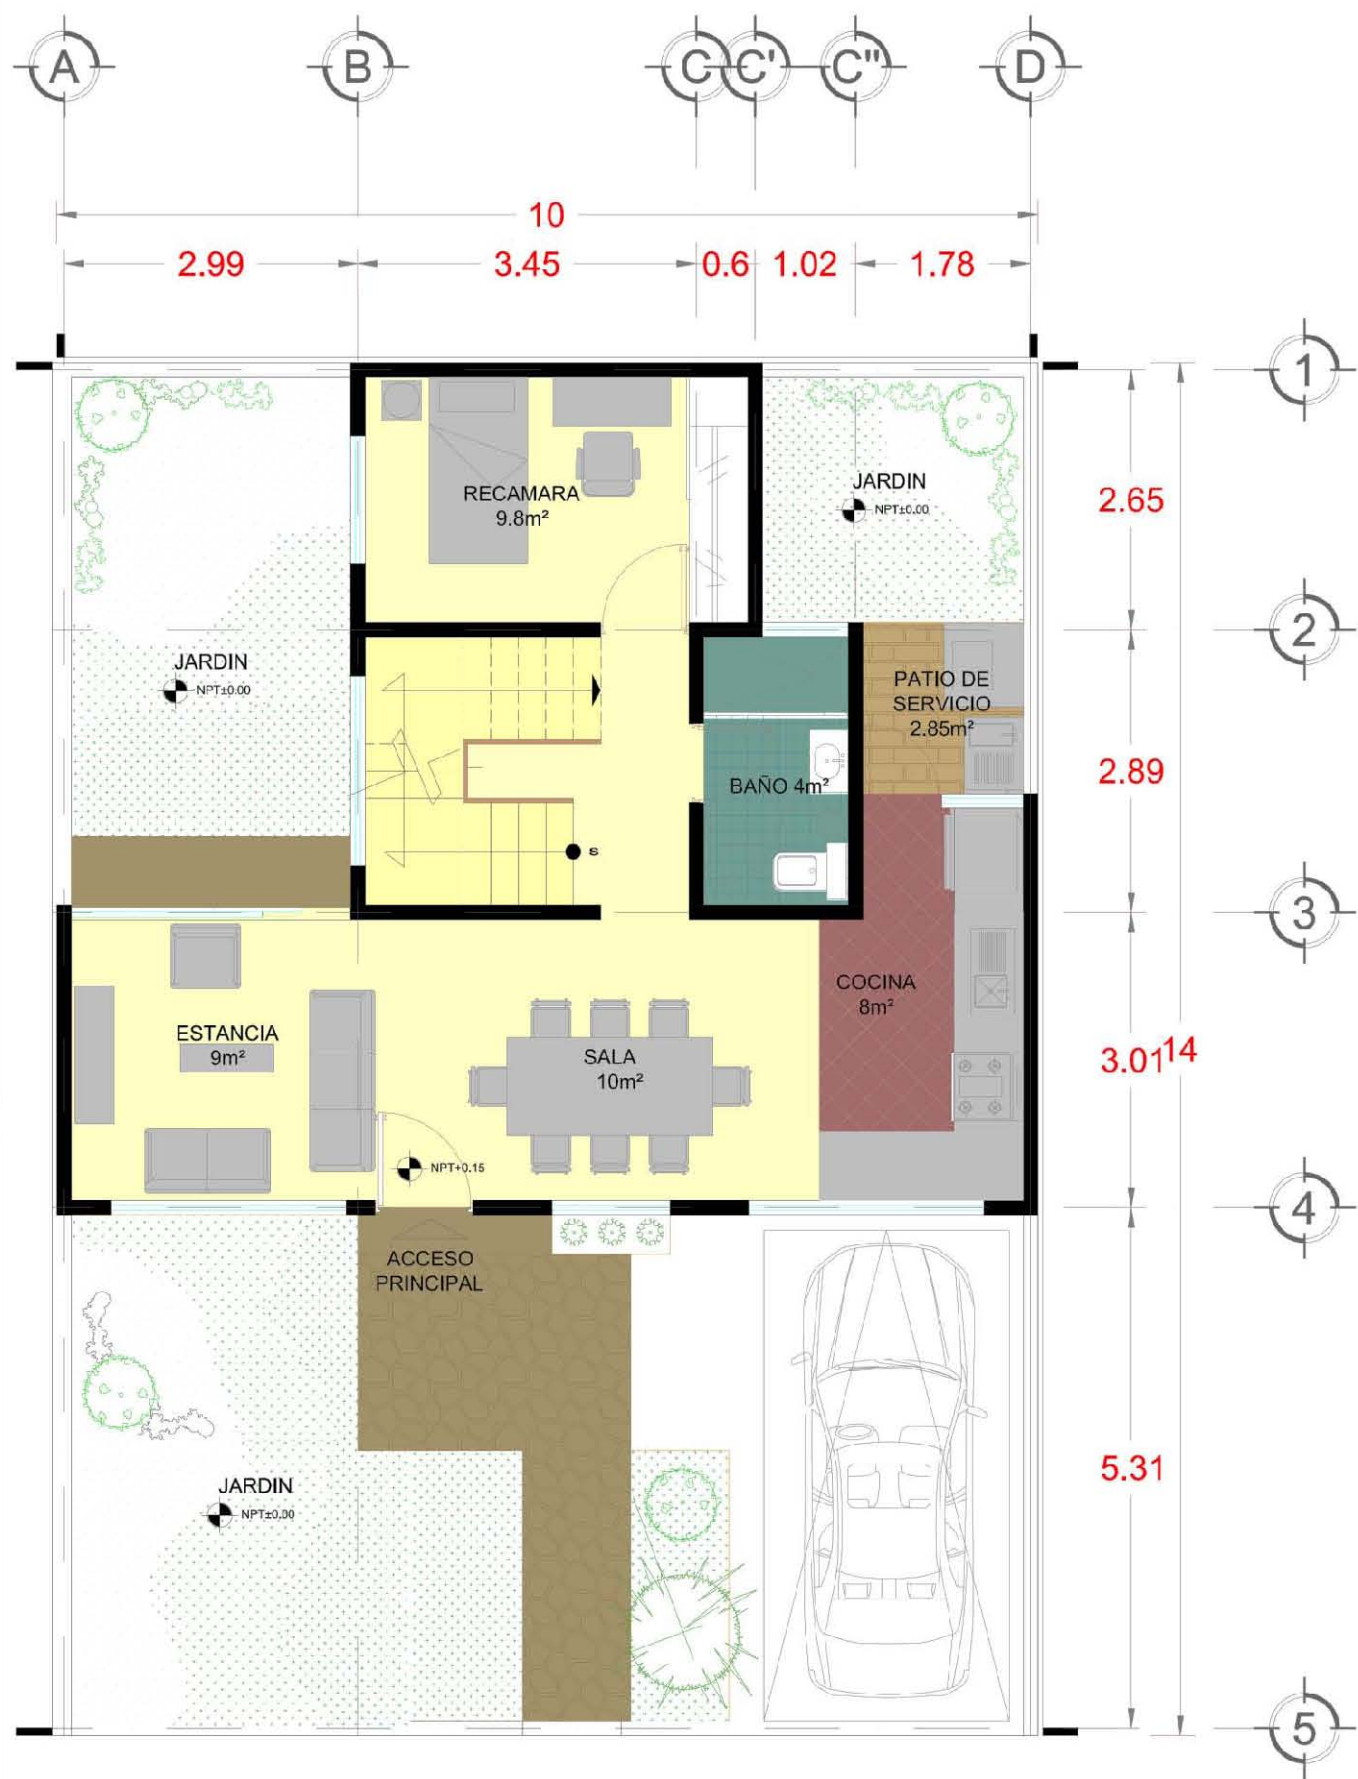 A B C C' C" D
10
2.99 3.45 0.6 1.02 1.78
1
RECAMARA
9.8m²
JARDIN
NPT±0.00
2.65
2
JARDIN
NPT±0.00
PATIO DE
SERVICIO
2.85m²
BAÑO 4m²
2.89
S
3
COCINA
8m²
ESTANCIA
9m²
SALA
10m²
3.01
14
NPT+0.15
4
ACCESO
PRINCIPAL
JARDIN
NPT±0.00
5.31
5